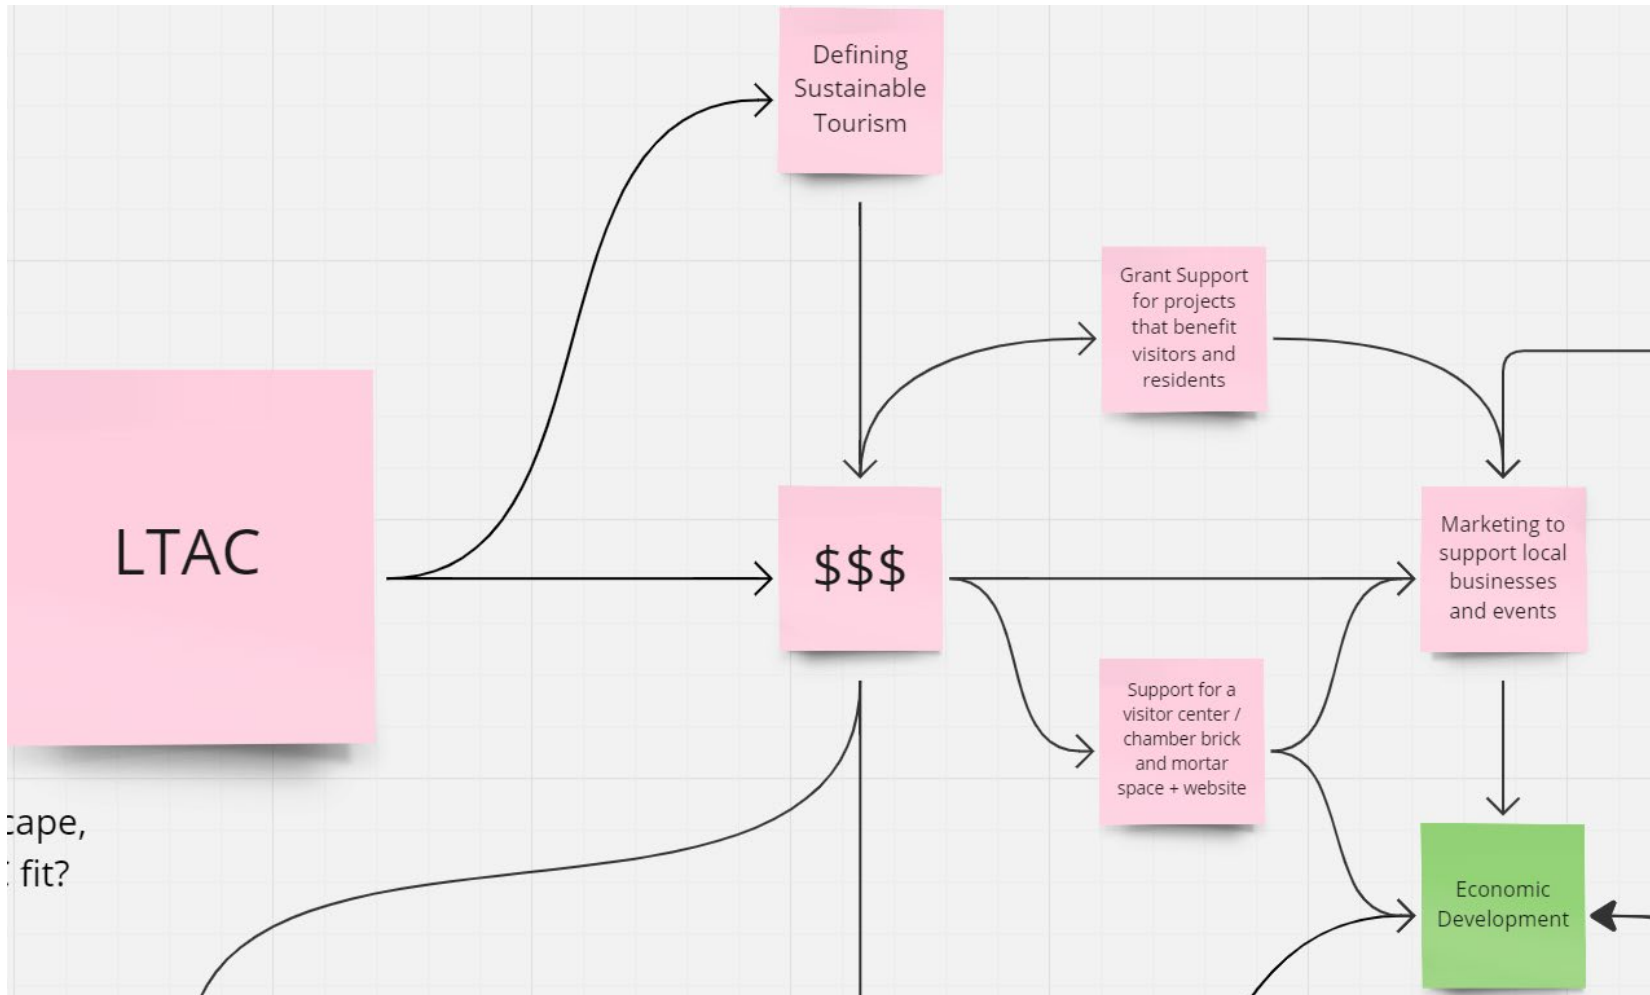 Defining
Sustainable
Tourism
Grant Support
for projects
that benefit
visitors and
residents
LTAC
$$$
Marketing to
support local
businesses
and events
Support for a
visitor center /
chamber brick
and mortar
space + website
fit?
Economic
Development